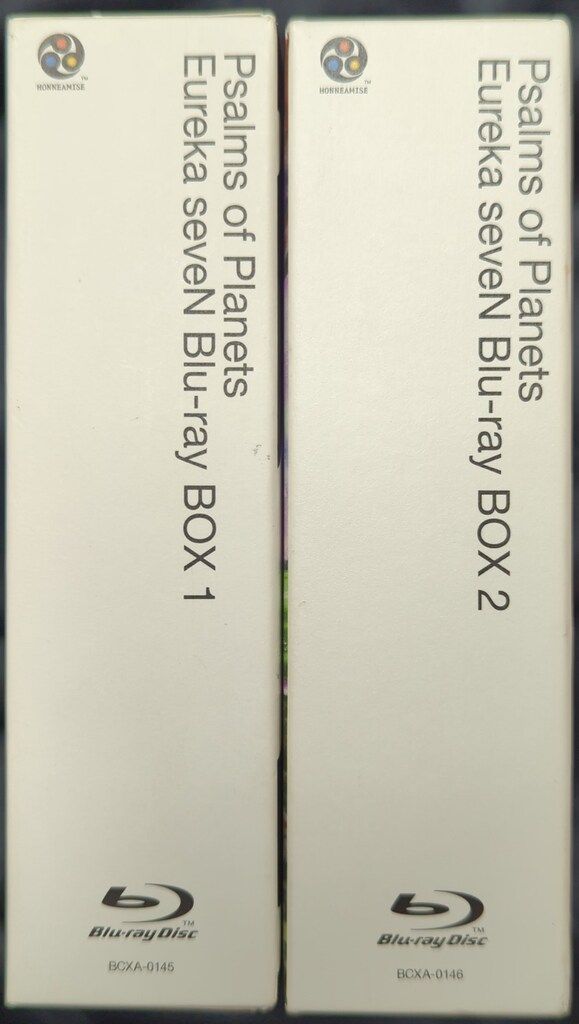 HONNEAMISE
Psalms of Planets
Eureka seveN Blu-ray BOX 1
Blu-ray Disc
BCXA-0145
HONNEAMISE
Psalms of Planets
Eureka seveN Blu-ray BOX 2
Blu-ray Disc
BCXA-0146